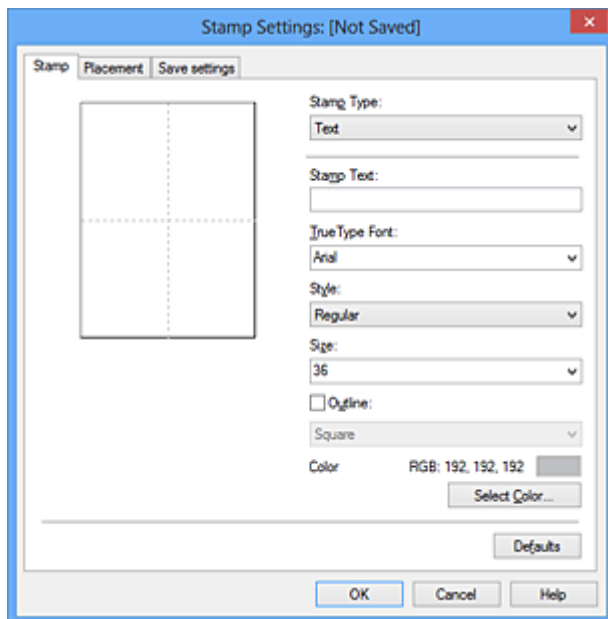 Stamp Settings: [Not Saved]
Stamp Placement Save settings
Stamp Type:
Text
Stamp Text:
TrueType Font:
Arial
Style:
Regular
Size:
36
Outline:
Square
Color RGB: 192, 192, 192
Select Color...
Defaults
OK Cancel Help